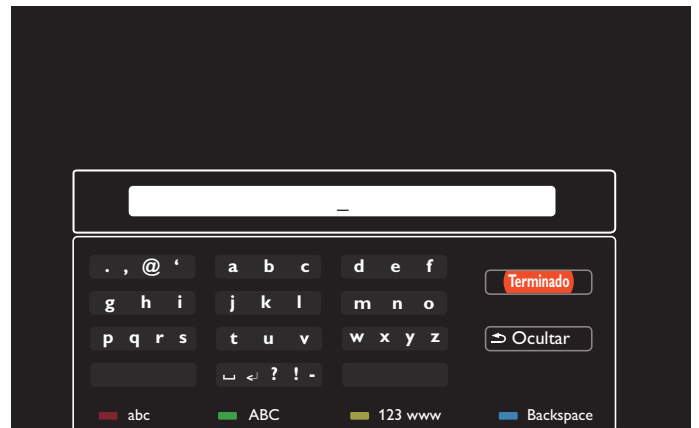 _
. , @ ‘ a b c d e f
Terminado
g h i j k l m n o
p q r s t u v w x y z
Ocultar
␣ ↲ ? ! -
abc ABC 123 www Backspace